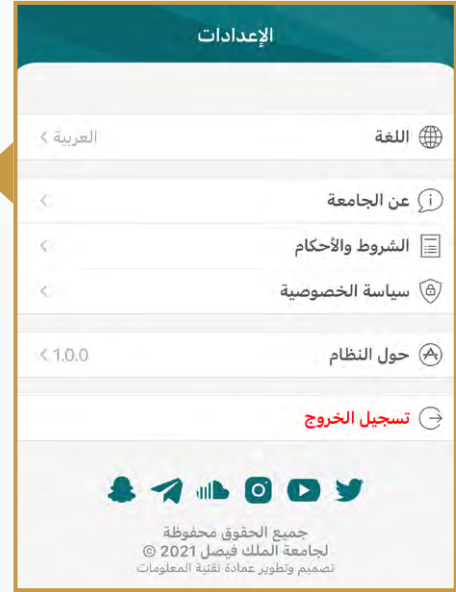 الإعدادات
اللغة العربية
عن الجامعة
الشروط والأحكام
سياسة الخصوصية
حول النظام 1.0.0
تسجيل الخروج
جميع الحقوق محفوظة
لجامعة الملك فيصل 2021 ©
تصميم وتطوير عمادة تقنية المعلومات